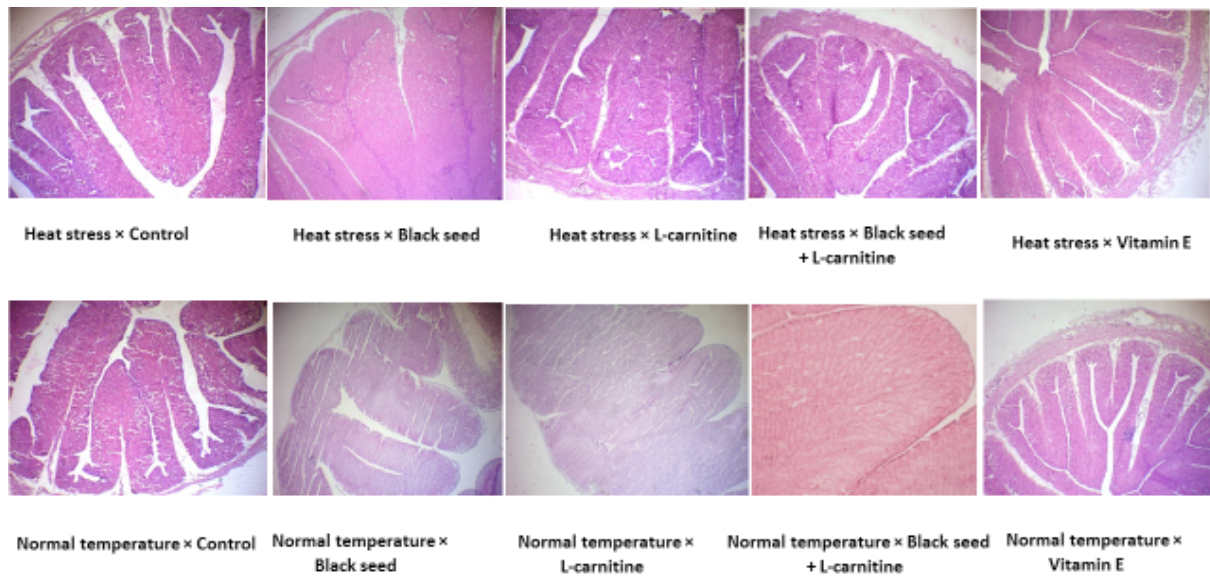 Heat stress × Control
Heat stress × Black seed
Heat stress × L-carnitine
Heat stress × Black seed
+ L-carnitine
Heat stress × Vitamin E
Normal temperature × Control
Normal temperature ×
Black seed
Normal temperature ×
L-carnitine
Normal temperature × Black seed
+ L-carnitine
Normal temperature ×
Vitamin E